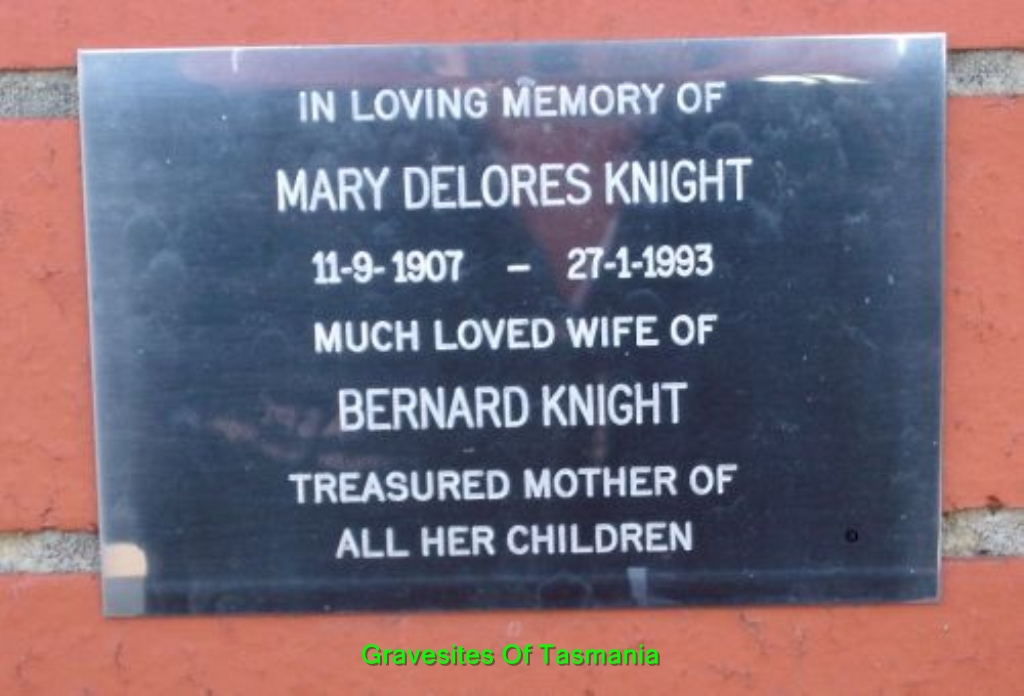 IN LOVING MEMORY OF
MARY DELORES KNIGHT
11-9-1907 – 27-1-1993
MUCH LOVED WIFE OF
BERNARD KNIGHT
TREASURED MOTHER OF
ALL HER CHILDREN
Gravesites Of Tasmania